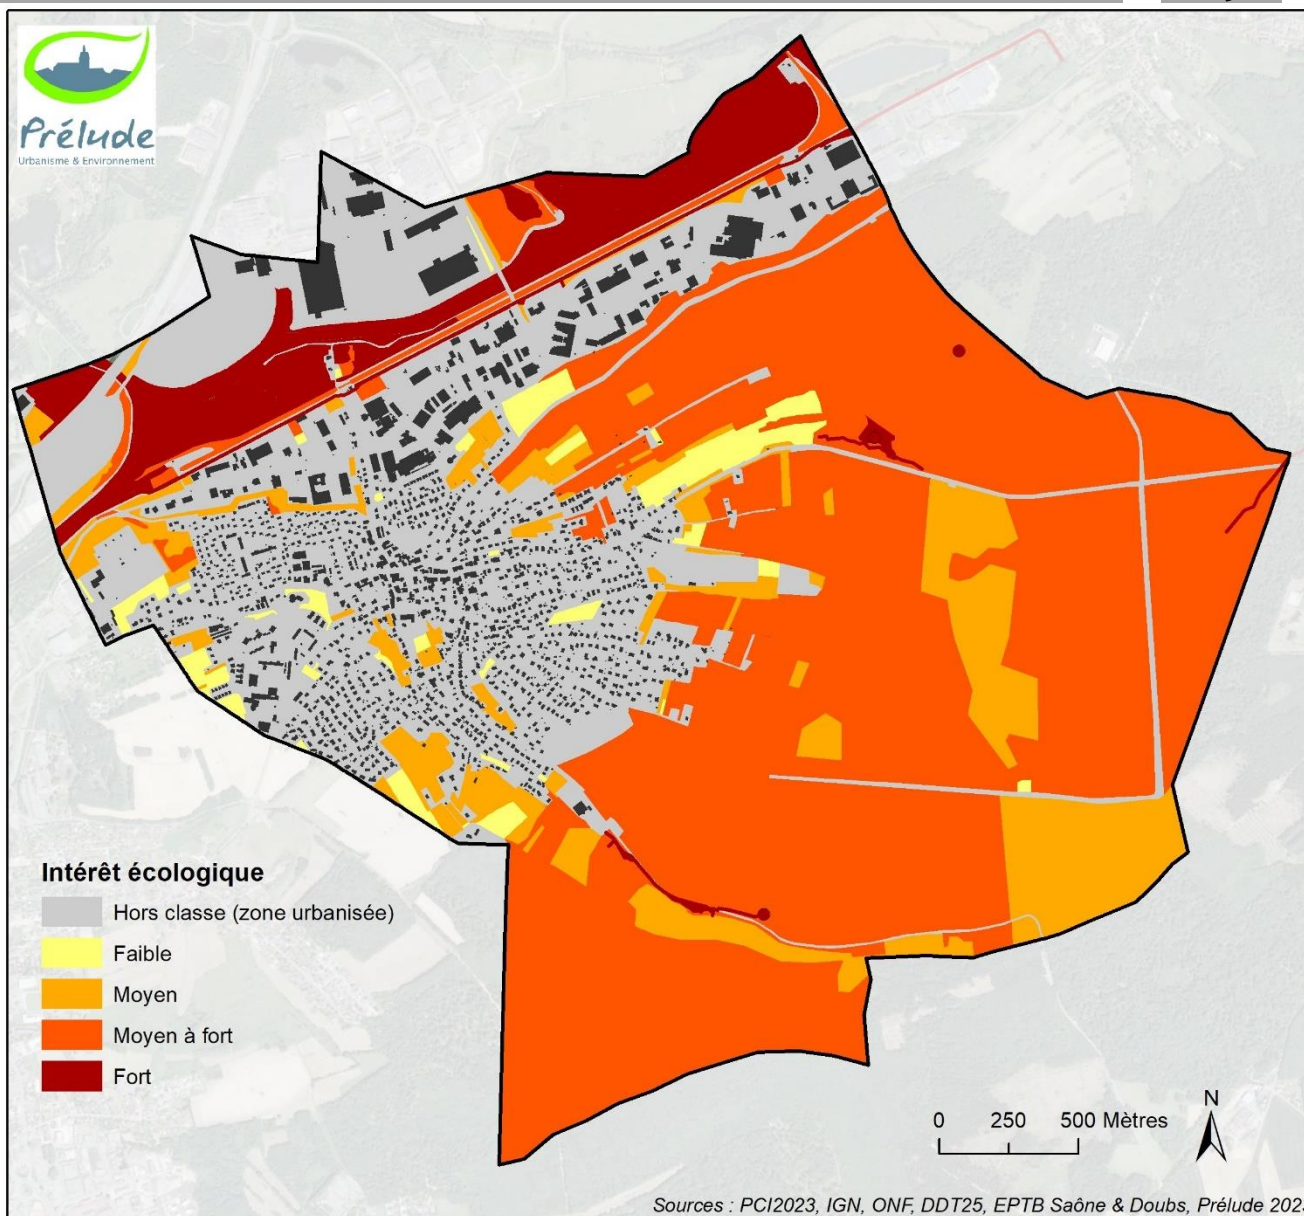 Prélude
Urbanisme & Environnement
Intérêt écologique
Hors classe (zone urbanisée)
Faible
Moyen
Moyen à fort
Fort
N
0 250 500 Mètres
Sources : PCI2023, IGN, ONF, DDT25, EPTB Saône & Doubs, Prélude